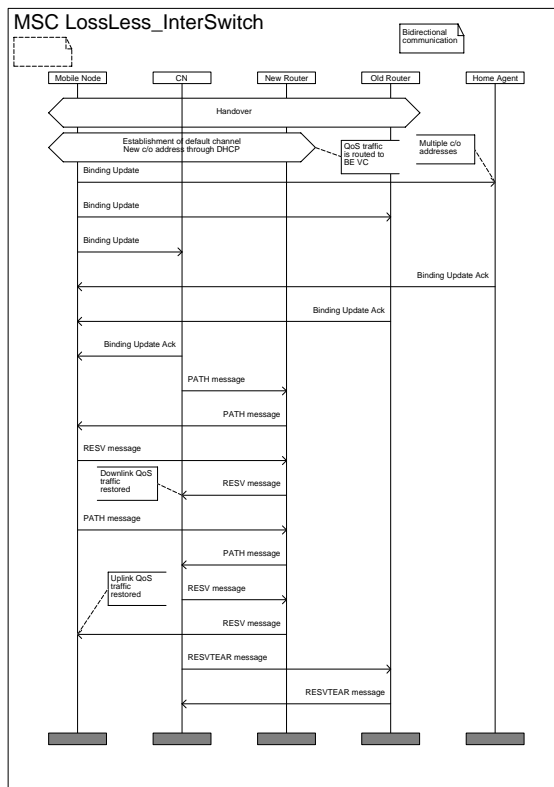 MSC LossLess_InterSwitch
Bidirectional
communication
Mobile Node
CN
New Router
Old Router
Home Agent
Handover
Establishment of default channel
New c/o address through DHCP
QoS traffic
is routed to
BE VC
Multiple c/o
addresses
Binding Update
Binding Update
Binding Update
Binding Update Ack
Binding Update Ack
Binding Update Ack
PATH message
PATH message
RESV message
Downlink QoS
traffic
restored
RESV message
PATH message
PATH message
Uplink QoS
traffic
restored
RESV message
RESV message
RESVTEAR message
RESVTEAR message